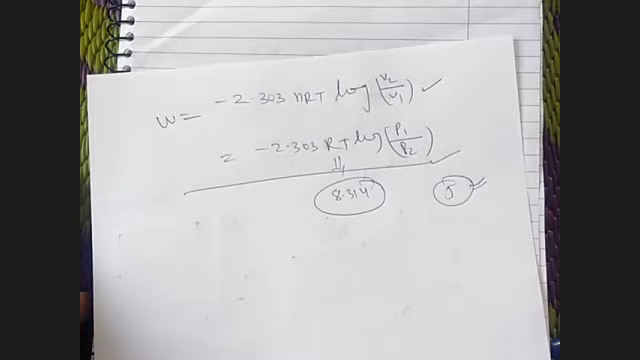 w = -2.303 nRT log (V2/V1) ✓
= -2.303 RT log (P1/P2)
8.314 J